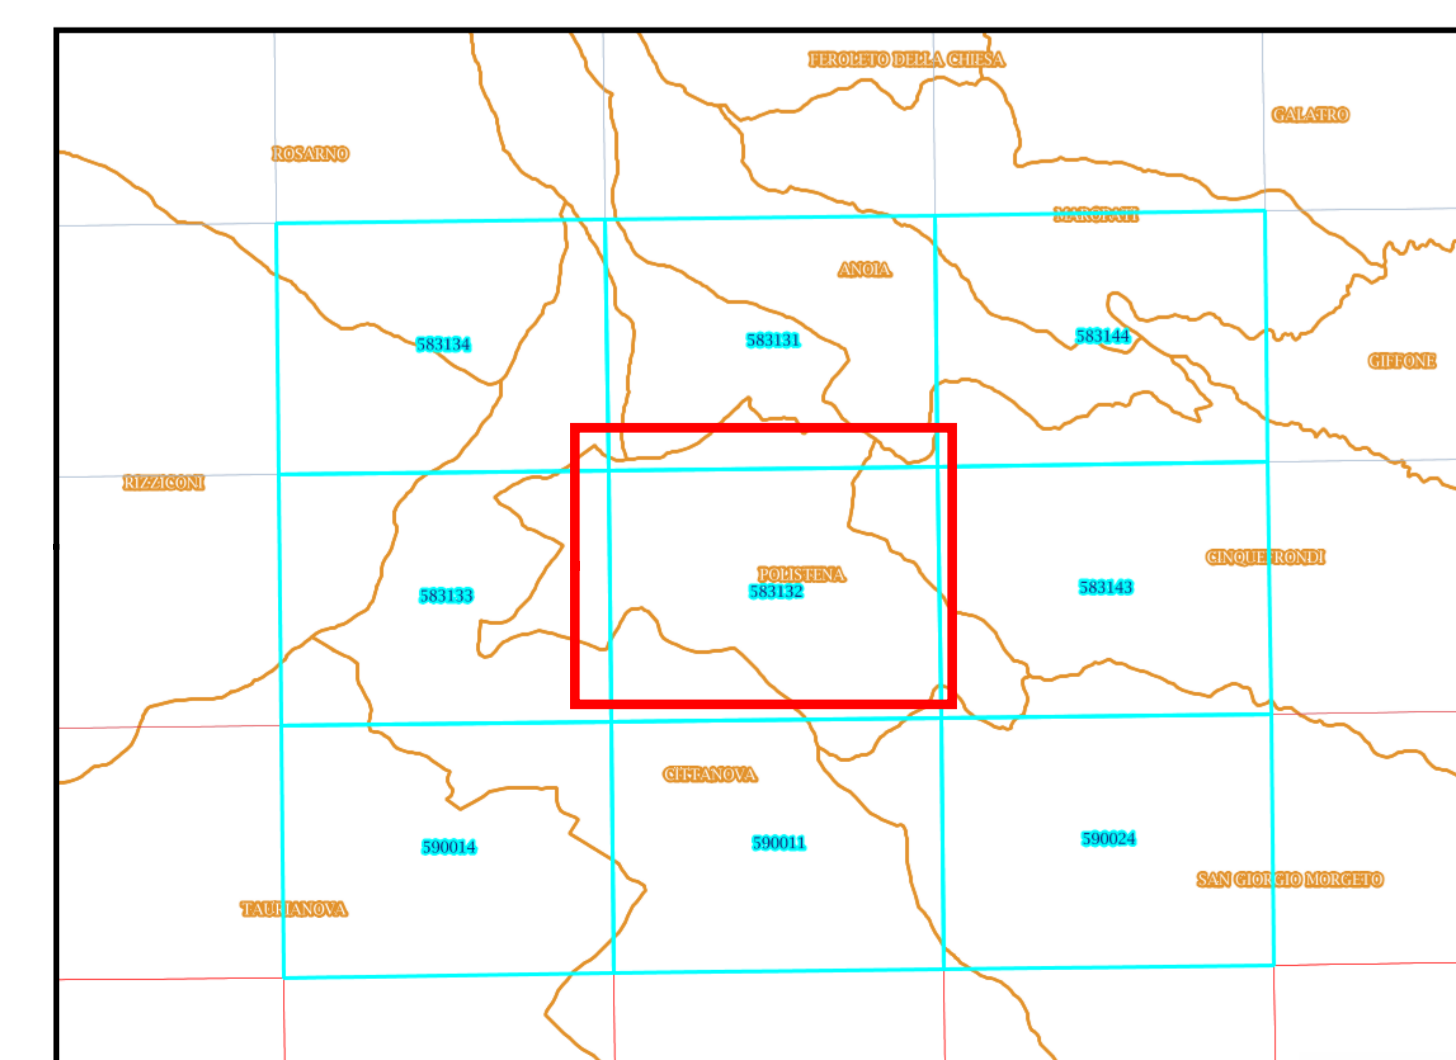 FEROLETO DELLA CHIESA
GALATRO
ROSARNO
MAROPATI
ANOIA
583134
583131
583144
GIFFONE
RIZZICONI
CINQUEFRONDI
POLISTENA
583133
583132
583143
CITTANOVA
590014
590011
590024
TAURIANOVA
SAN GIORGIO MORGETO